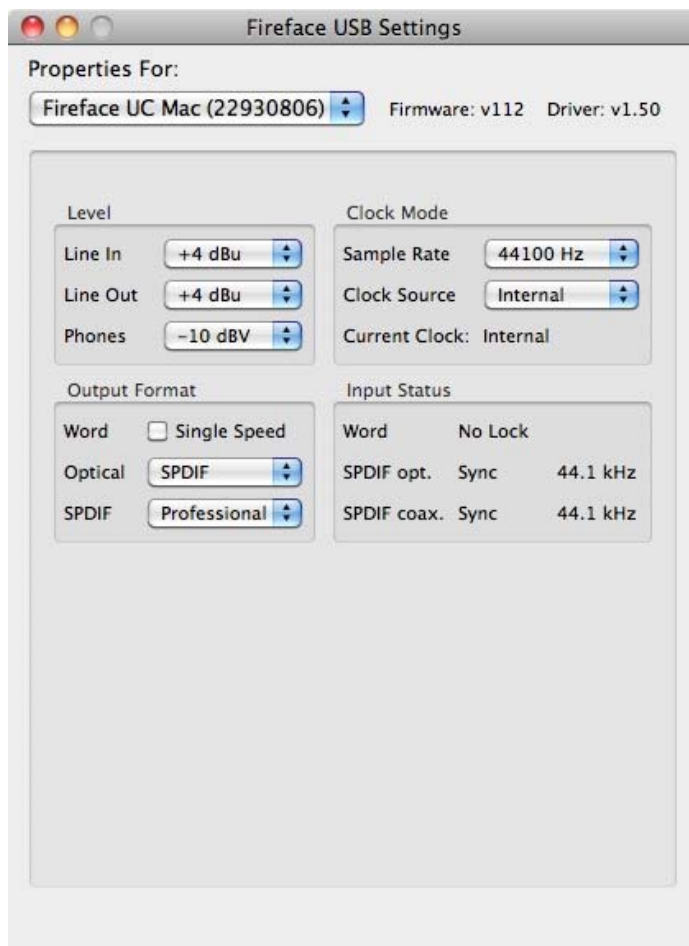 Fireface USB Settings
Properties For:
Fireface UC Mac (22930806) Firmware: v112 Driver: v1.50
Level
Line In +4 dBu
Line Out +4 dBu
Phones −10 dBV
Clock Mode
Sample Rate 44100 Hz
Clock Source Internal
Current Clock: Internal
Output Format
Word Single Speed
Optical SPDIF
SPDIF Professional
Input Status
Word No Lock
SPDIF opt. Sync 44.1 kHz
SPDIF coax. Sync 44.1 kHz